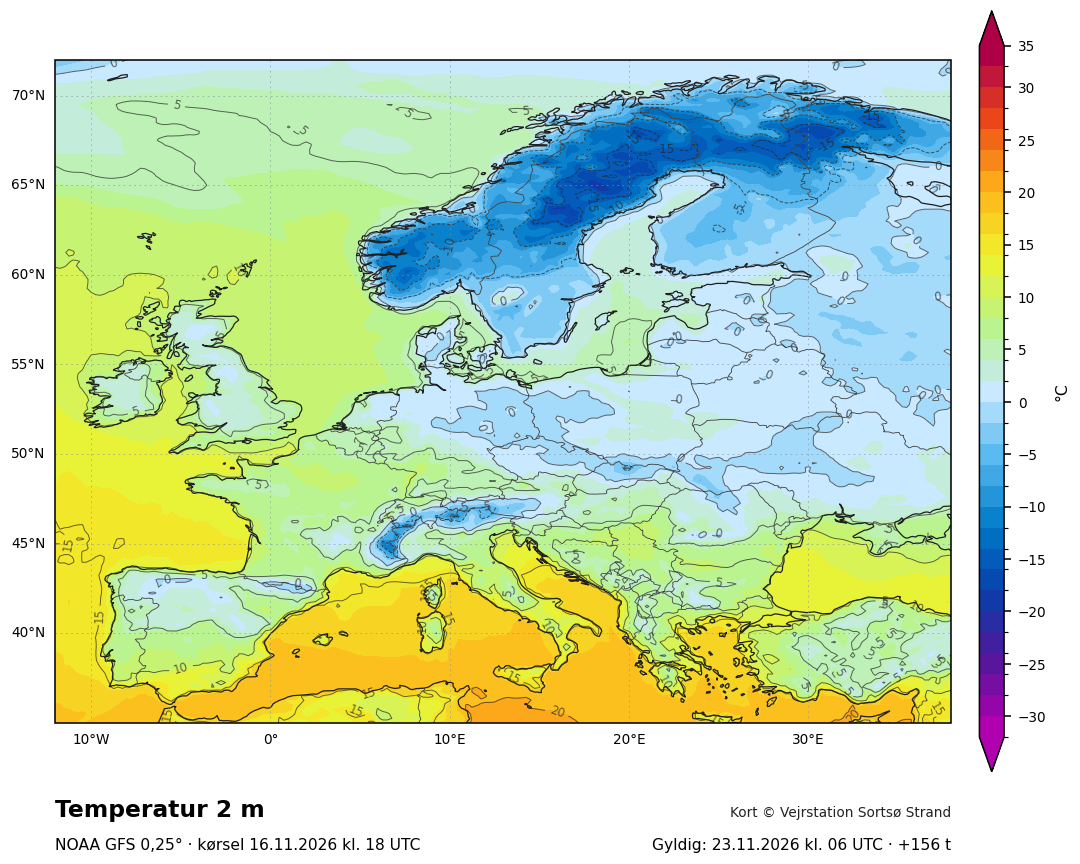 70°N
65°N
60°N
55°N
50°N
45°N
40°N
10°W
0°
10°E
20°E
30°E
35
30
25
20
15
10
5
0
−5
−10
−15
−20
−25
−30
°C
Temperatur 2 m
Kort © Vejrstation Sortsø Strand
NOAA GFS 0,25° · kørsel 16.11.2026 kl. 18 UTC
Gyldig: 23.11.2026 kl. 06 UTC · +156 t